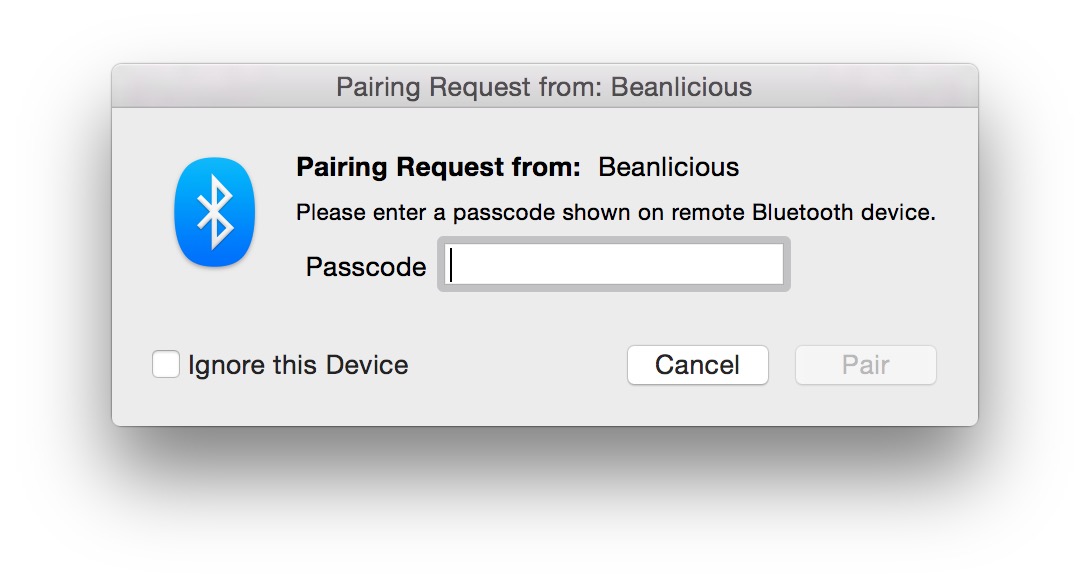 Pairing Request from: Beanlicious
Pairing Request from: Beanlicious
Please enter a passcode shown on remote Bluetooth device.
Passcode
Ignore this Device
Cancel
Pair